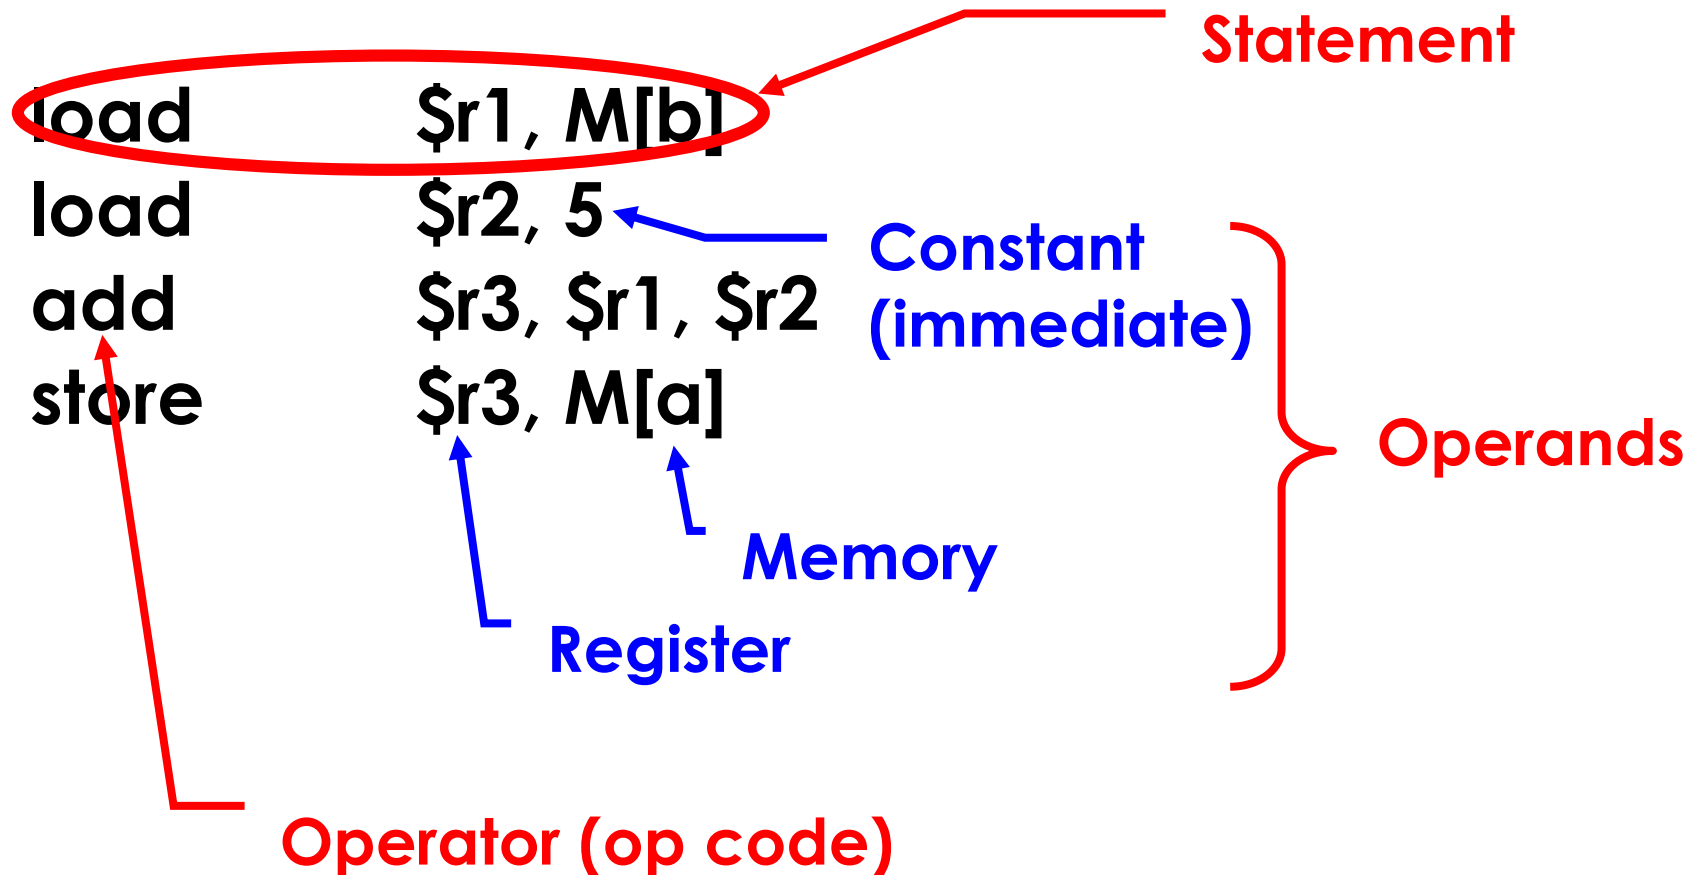 Statement
load $r1, M[b]
load $r2, 5
Constant
(immediate)
add $r3, $r1, $r2
store $r3, M[a]
Operands
Memory
Register
Operator (op code)